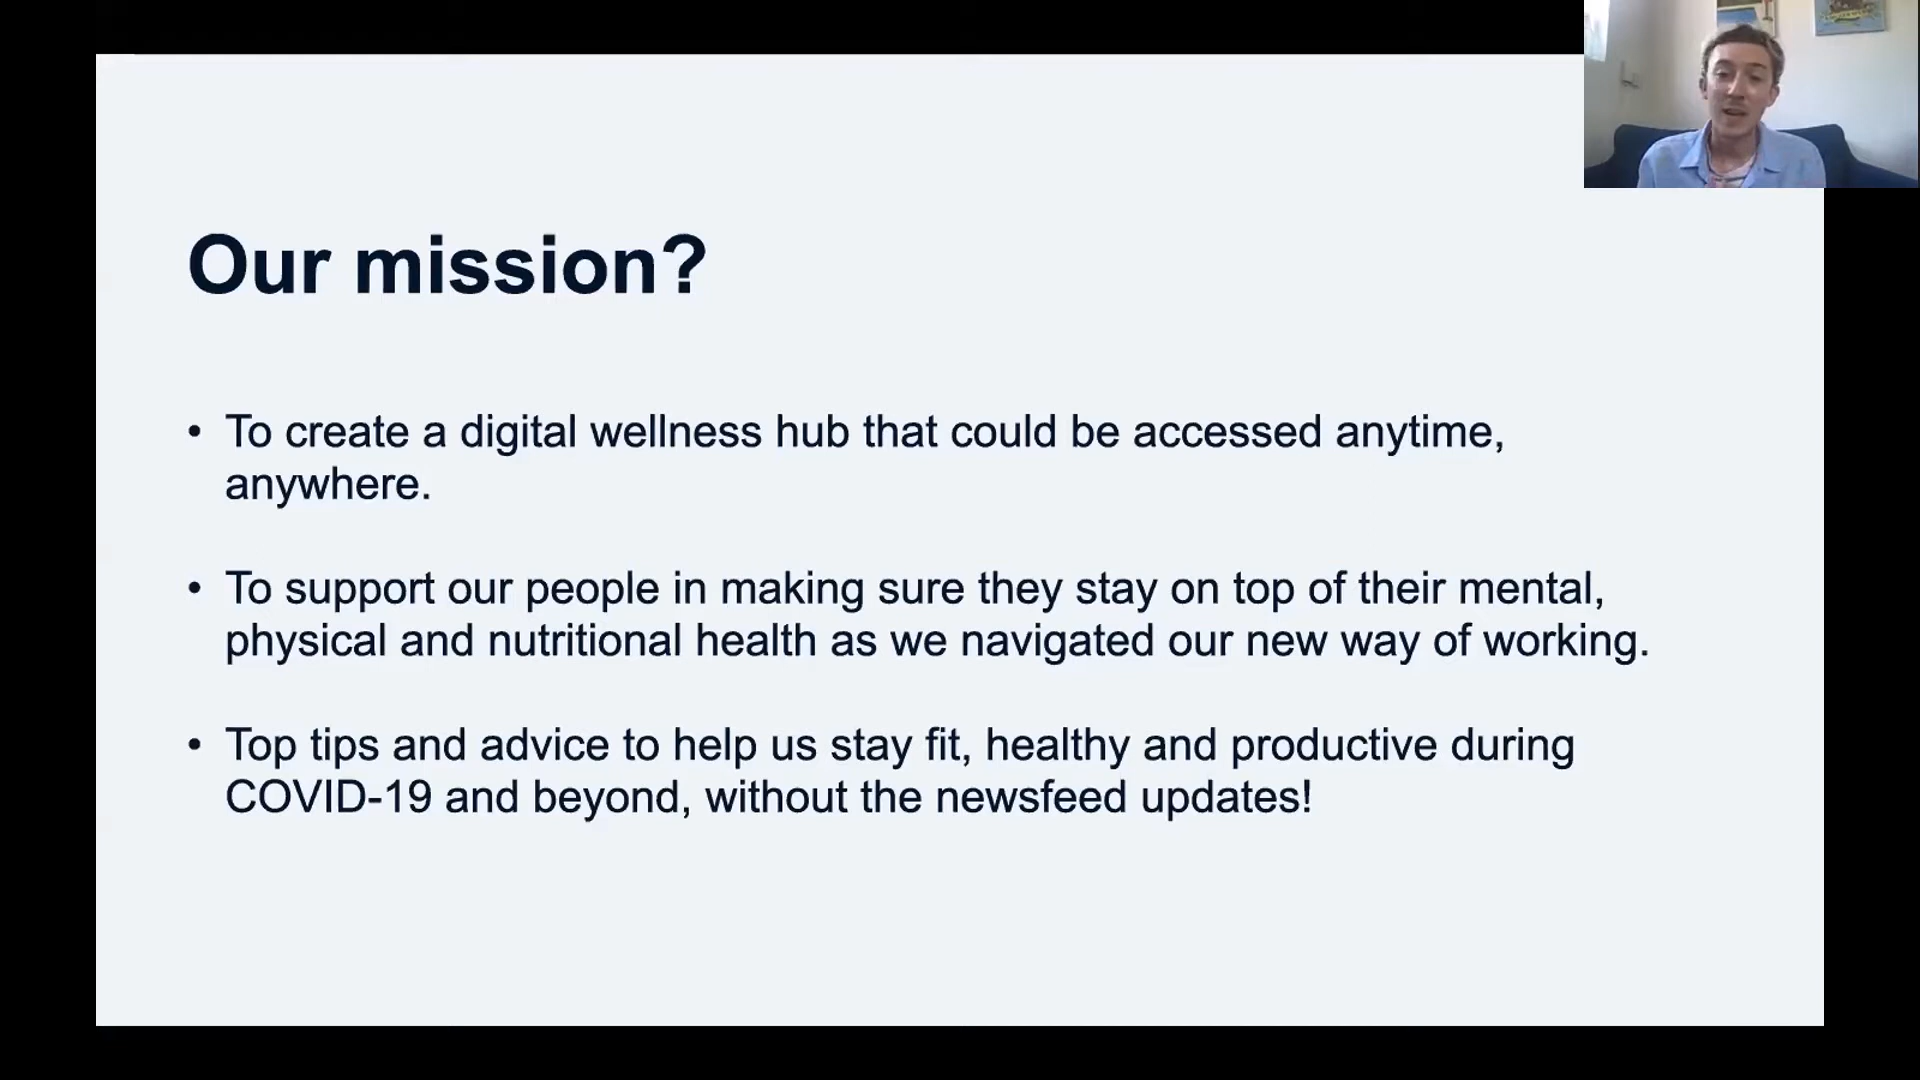 Our mission?
• To create a digital wellness hub that could be accessed anytime,
anywhere.
• To support our people in making sure they stay on top of their mental,
physical and nutritional health as we navigated our new way of working.
• Top tips and advice to help us stay fit, healthy and productive during
COVID-19 and beyond, without the newsfeed updates!